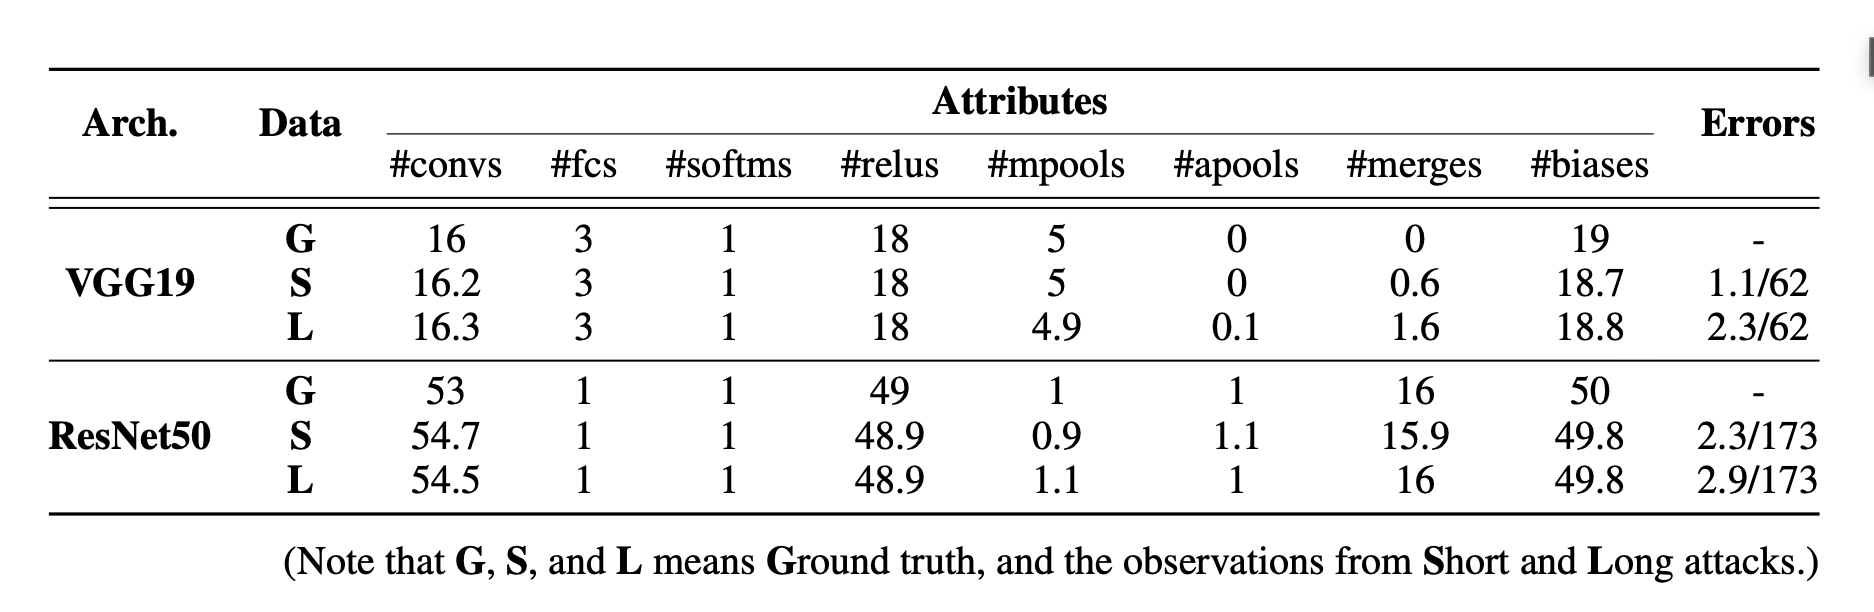 Arch. Data Attributes Errors
#convs #fcs #softms #relus #mpools #apools #merges #biases
G 16 3 1 18 5 0 0 19 -
VGG19 S 16.2 3 1 18 5 0 0.6 18.7 1.1/62
L 16.3 3 1 18 4.9 0.1 1.6 18.8 2.3/62
G 53 1 1 49 1 1 16 50 -
ResNet50 S 54.7 1 1 48.9 0.9 1.1 15.9 49.8 2.3/173
L 54.5 1 1 48.9 1.1 1 16 49.8 2.9/173
(Note that G, S, and L means Ground truth, and the observations from Short and Long attacks.)